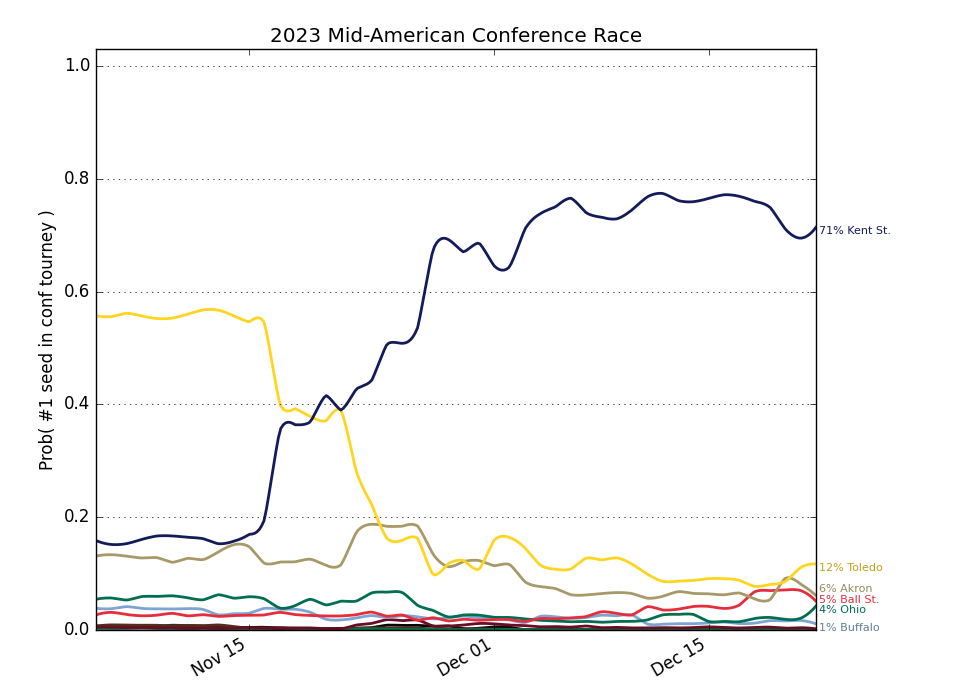 2023 Mid-American Conference Race
Prob( #1 seed in conf tourney )
1.0
0.8
0.6
0.4
0.2
0.0
Nov 15
Dec 01
Dec 15
71% Kent St.
12% Toledo
6% Akron
5% Ball St.
4% Ohio
1% Buffalo